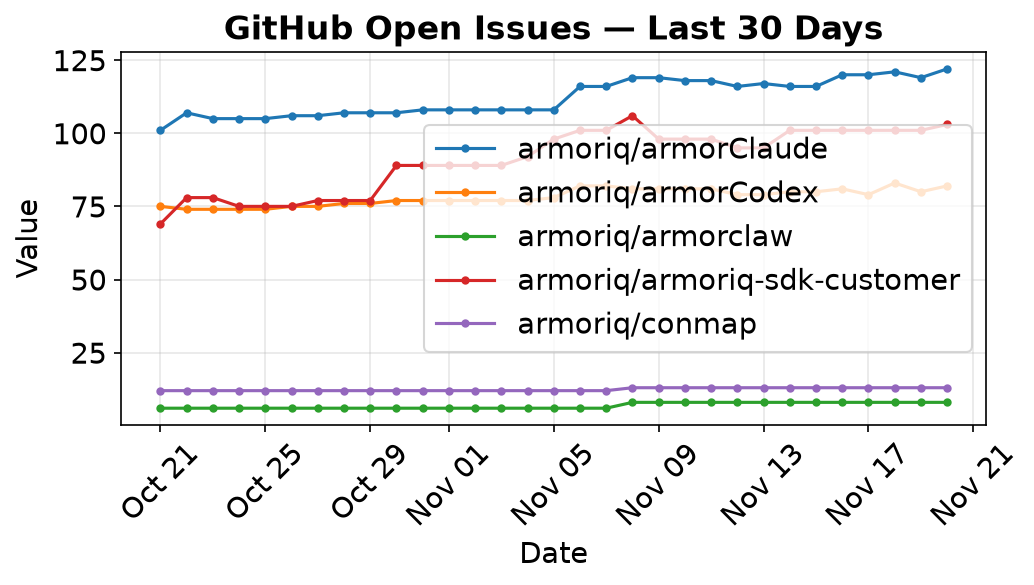 GitHub Open Issues — Last 30 Days
125
100
75
50
25
Value
armoriq/armorClaude
armoriq/armorCodex
armoriq/armorclaw
armoriq/armoriq-sdk-customer
armoriq/conmap
Oct 21
Oct 25
Oct 29
Nov 01
Nov 05
Nov 09
Nov 13
Nov 17
Nov 21
Date